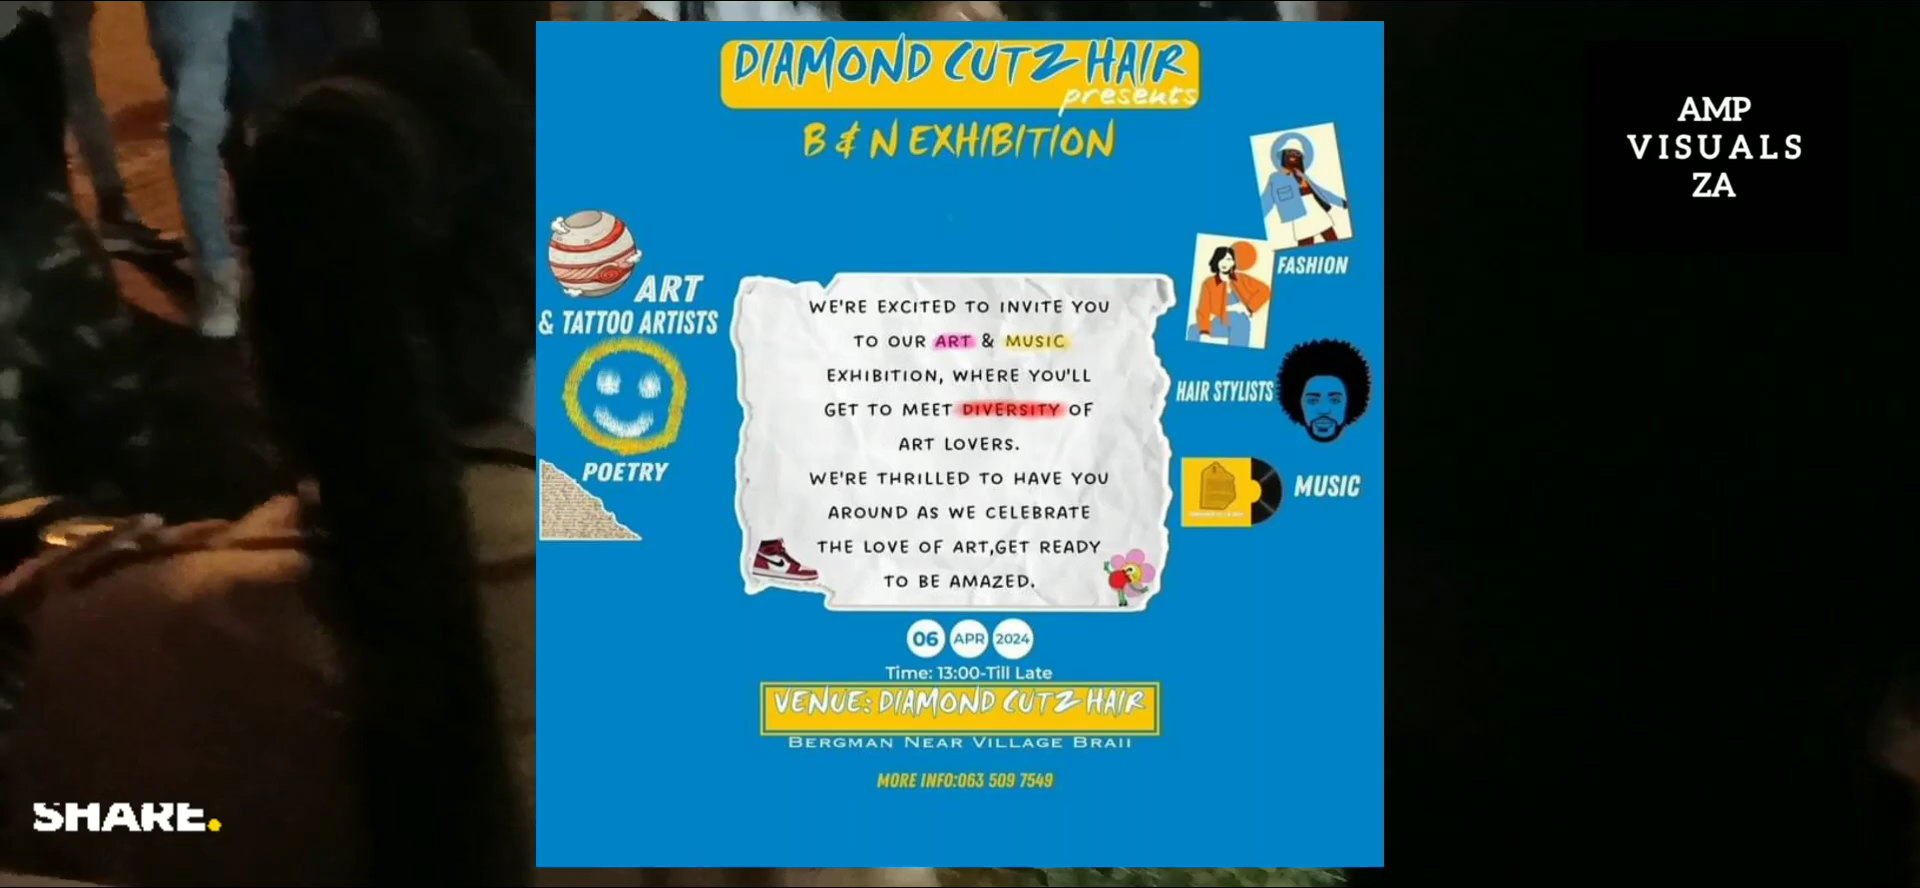 DIAMOND CUTZ HAIR
presents
B & N EXHIBITION
AMP
VISUALS
ZA
ART
& TATTOO ARTISTS
POETRY
WE'RE EXCITED TO INVITE YOU
TO OUR ART & MUSIC
EXHIBITION, WHERE YOU'LL
GET TO MEET DIVERSITY OF
ART LOVERS.
WE'RE THRILLED TO HAVE YOU
AROUND AS WE CELEBRATE
THE LOVE OF ART,GET READY
TO BE AMAZED.
FASHION
HAIR STYLISTS
MUSIC
06 APR 2024
Time: 13:00-Till Late
VENUE: DIAMOND CUTZ HAIR
BERGMAN NEAR VILLAGE BRAII
MORE INFO:063 509 7549
SHARE.